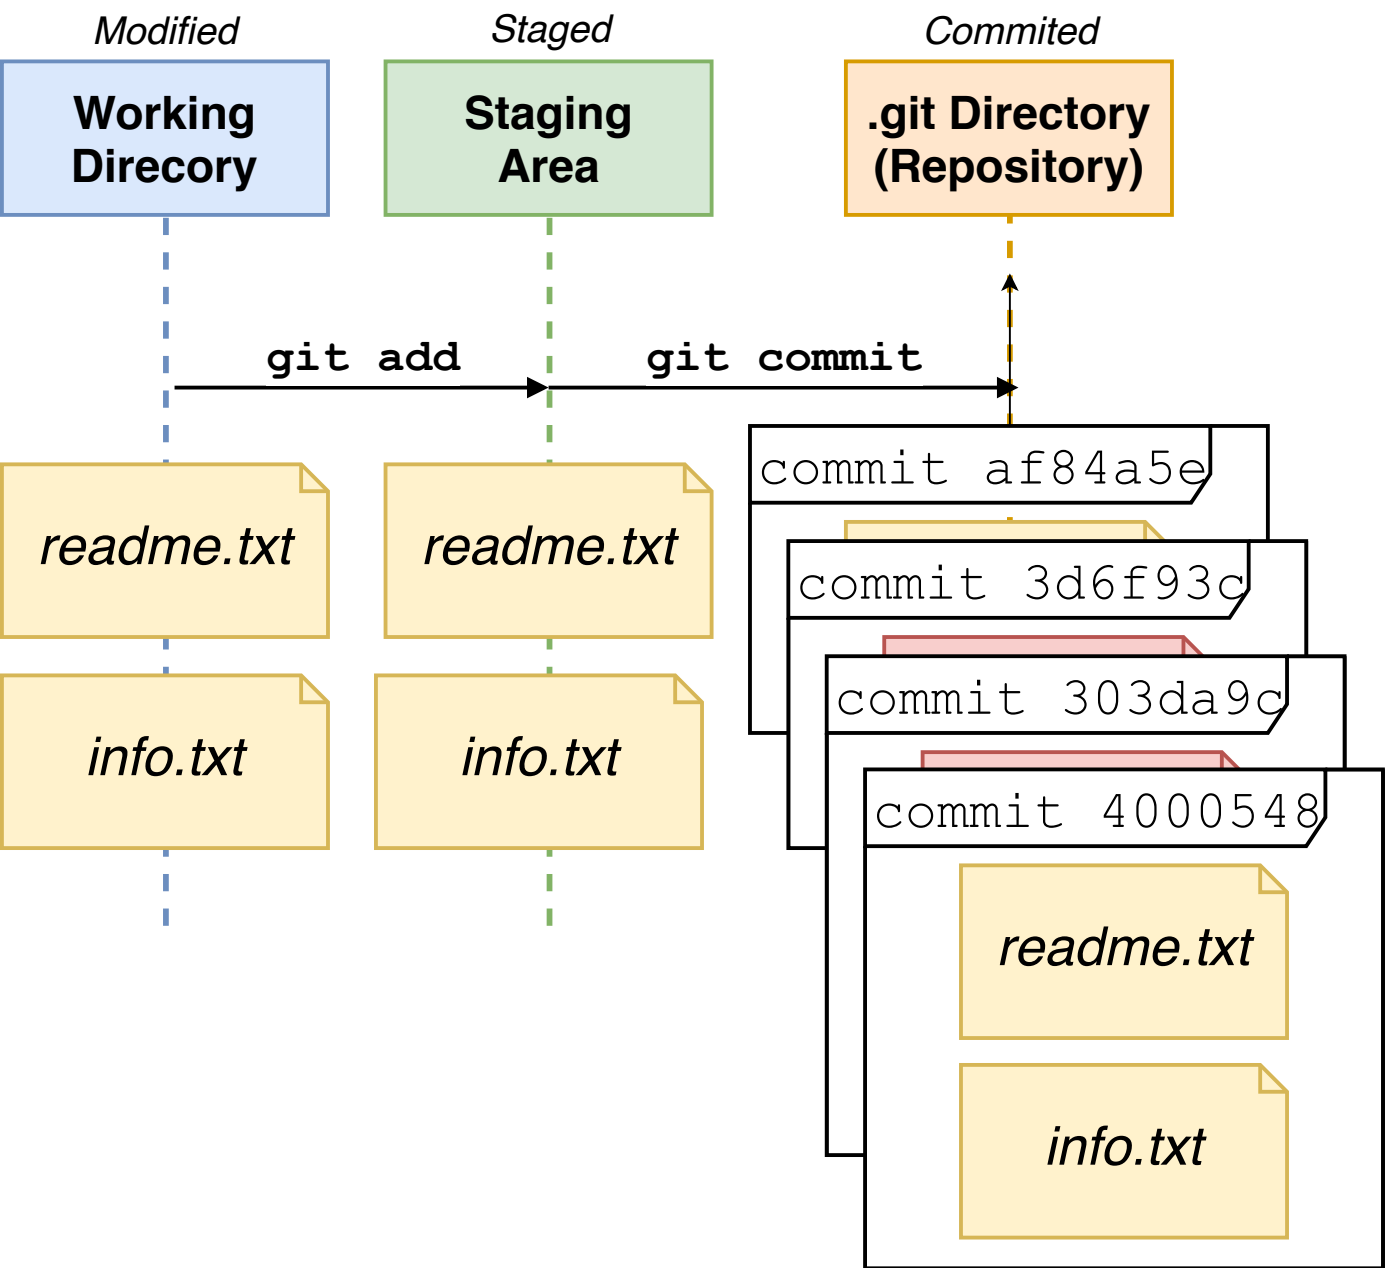 Modified
Staged
Commited
Working
Direcory
Staging
Area
.git Directory
(Repository)
git add
git commit
commit af84a5e
readme.txt
readme.txt
commit 3d6f93c
commit 303da9c
info.txt
info.txt
commit 4000548
readme.txt
info.txt